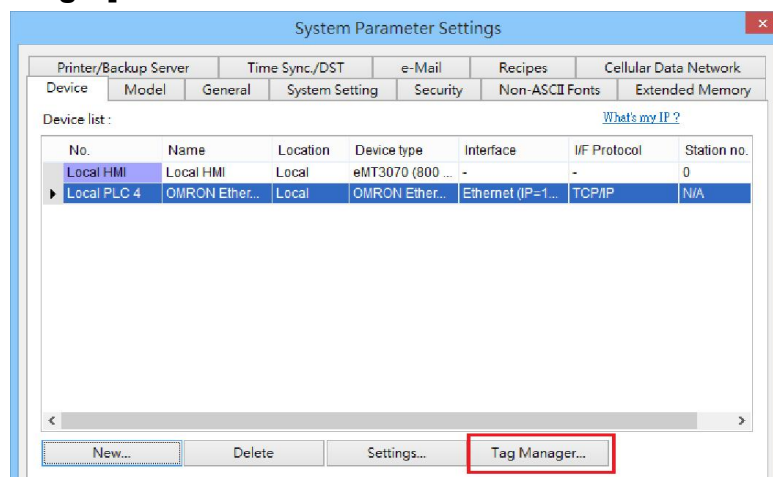 System Parameter Settings
Printer/Backup Server Time Sync./DST e-Mail Recipes Cellular Data Network
Device Model General System Setting Security Non-ASCII Fonts Extended Memory
Device list : What's my IP ?
No. Name Location Device type Interface I/F Protocol Station no.
Local HMI Local HMI Local eMT3070 (800 ... - - 0
Local PLC 4 OMRON Ether... Local OMRON Ether... Ethernet (IP=1... TCP/IP N/A
New... Delete Settings... Tag Manager...